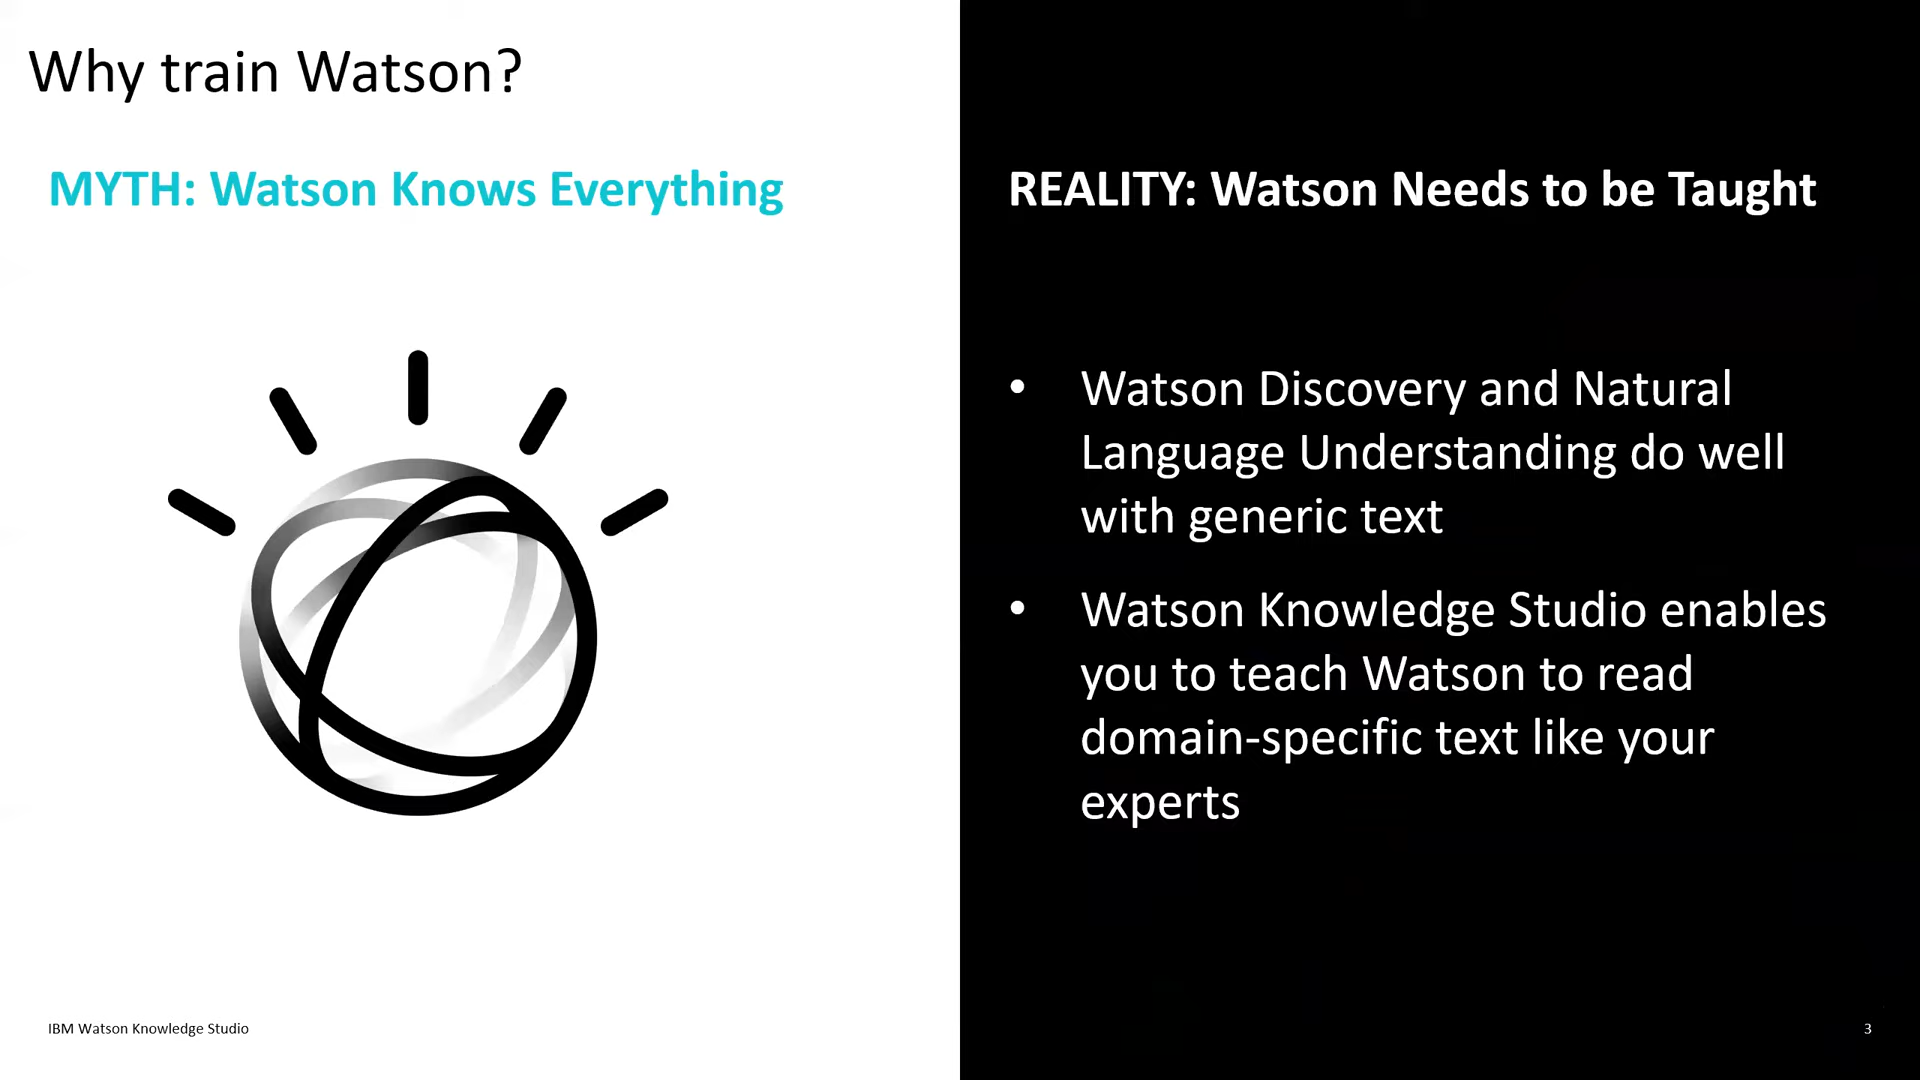 Why train Watson?
MYTH: Watson Knows Everything
REALITY: Watson Needs to be Taught
• Watson Discovery and Natural
Language Understanding do well
with generic text
• Watson Knowledge Studio enables
you to teach Watson to read
domain-specific text like your
experts
IBM Watson Knowledge Studio
3